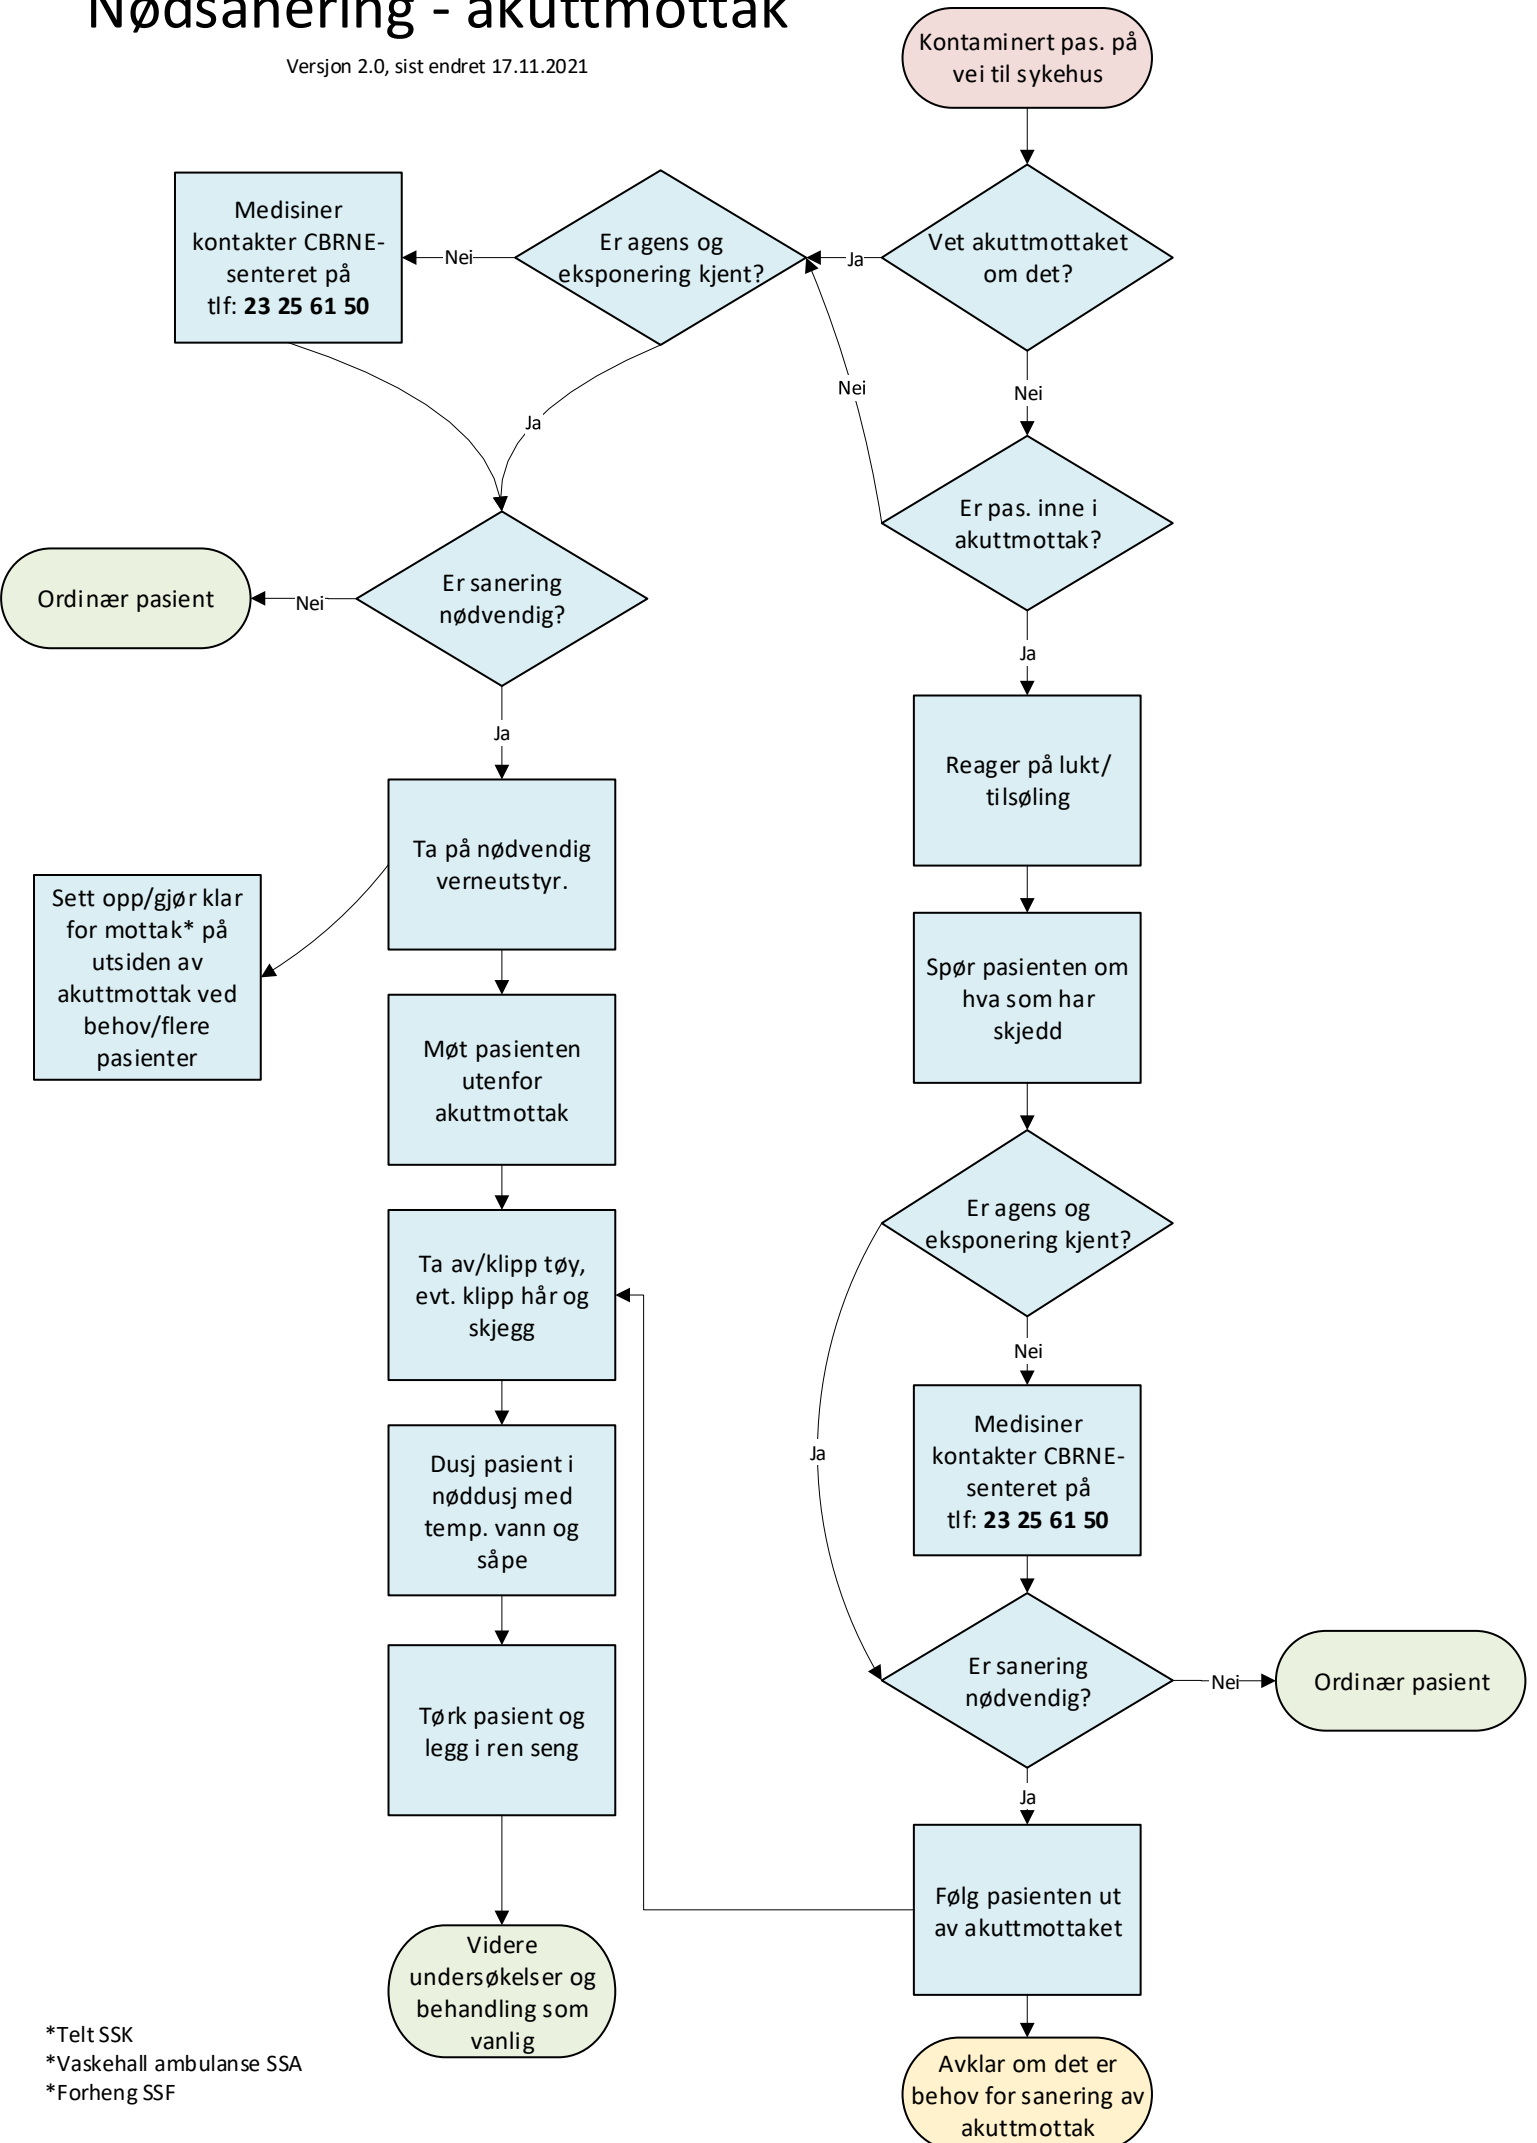 Nødsanering - akuttmottak
Versjon 2.0, sist endret 17.11.2021
Kontaminert pas. på
vei til sykehus
Vet akuttmottaket
om det?
Ja
Nei
Er agens og
eksponering kjent?
Nei
Ja
Medisiner
kontakter CBRNE-
senteret på
tlf: 23 25 61 50
Er pas. inne i
akuttmottak?
Nei
Ja
Er sanering
nødvendig?
Nei
Ordinær pasient
Ja
Ta på nødvendig
verneutstyr.
Sett opp/gjør klar
for mottak* på
utsiden av
akuttmottak ved
behov/flere
pasienter
Møt pasienten
utenfor
akuttmottak
Ta av/klipp tøy,
evt. klipp hår og
skjegg
Dusj pasient i
nøddusj med
temp. vann og
såpe
Tørk pasient og
legg i ren seng
Videre
undersøkelser og
behandling som
vanlig
Reager på lukt/
tilsøling
Spør pasienten om
hva som har
skjedd
Er agens og
eksponering kjent?
Ja
Nei
Medisiner
kontakter CBRNE-
senteret på
tlf: 23 25 61 50
Er sanering
nødvendig?
Nei
Ordinær pasient
Ja
Følg pasienten ut
av akuttmottaket
Avklar om det er
behov for sanering av
akuttmottak
*Telt SSK
*Vaskehall ambulanse SSA
*Forheng SSF